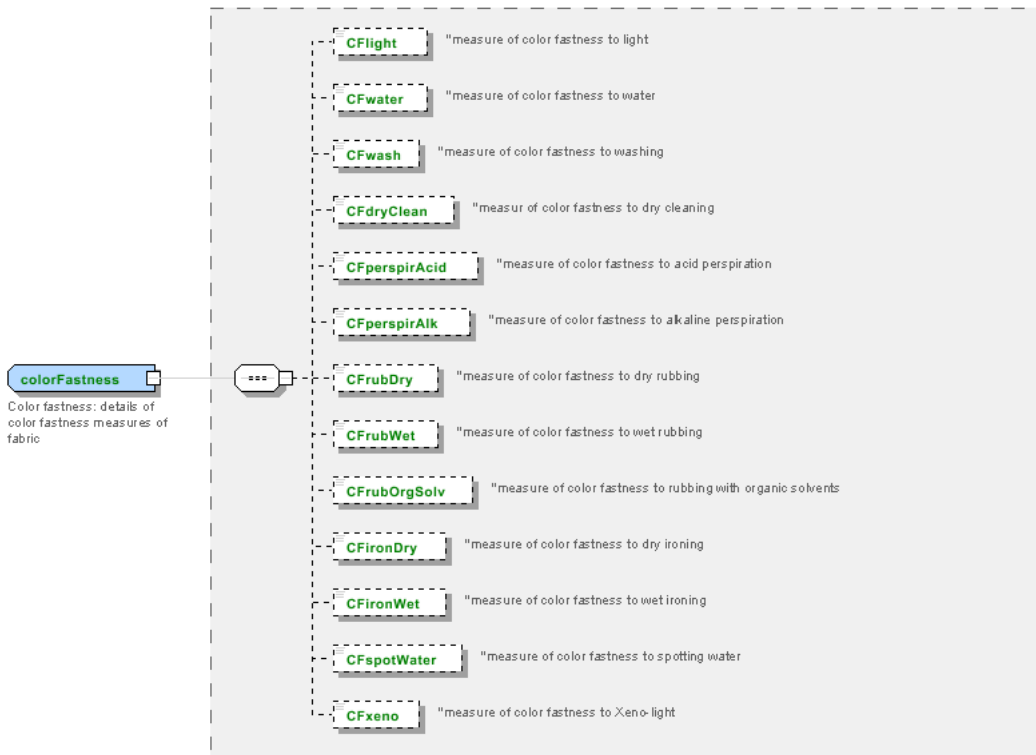 CFlight "measure of color fastness to light
CFwater "measure of color fastness to water
CFwash "measure of color fastness to washing
CFdryClean "measur of color fastness to dry cleaning
CFperspirAcid "measure of color fastness to acid perspiration
CFperspirAlk "measure of color fastness to alkaline perspiration
colorFastness
Color fastness: details of
color fastness measures of
fabric
CFrubDry "measure of color fastness to dry rubbing
CFrubWet "measure of color fastness to wet rubbing
CFrubOrgSolv "measure of color fastness to rubbing with organic solvents
CFironDry "measure of color fastness to dry ironing
CFironWet "measure of color fastness to wet ironing
CFspotWater "measure of color fastness to spotting water
CFxeno "measure of color fastness to Xeno-light